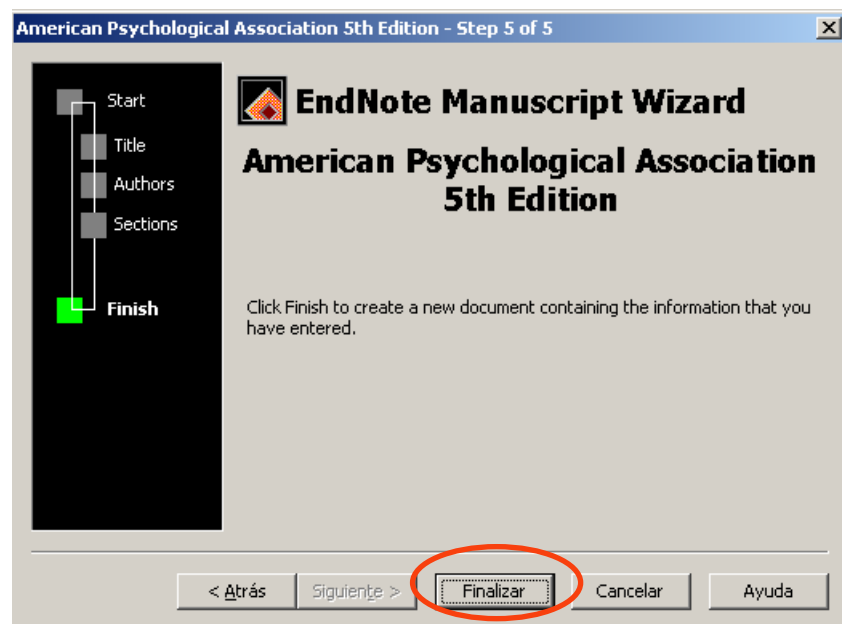 American Psychological Association 5th Edition - Step 5 of 5
Start
Title
Authors
Sections
Finish
EndNote Manuscript Wizard
American Psychological Association
5th Edition
Click Finish to create a new document containing the information that you
have entered.
< Atrás
Siguiente >
Finalizar
Cancelar
Ayuda